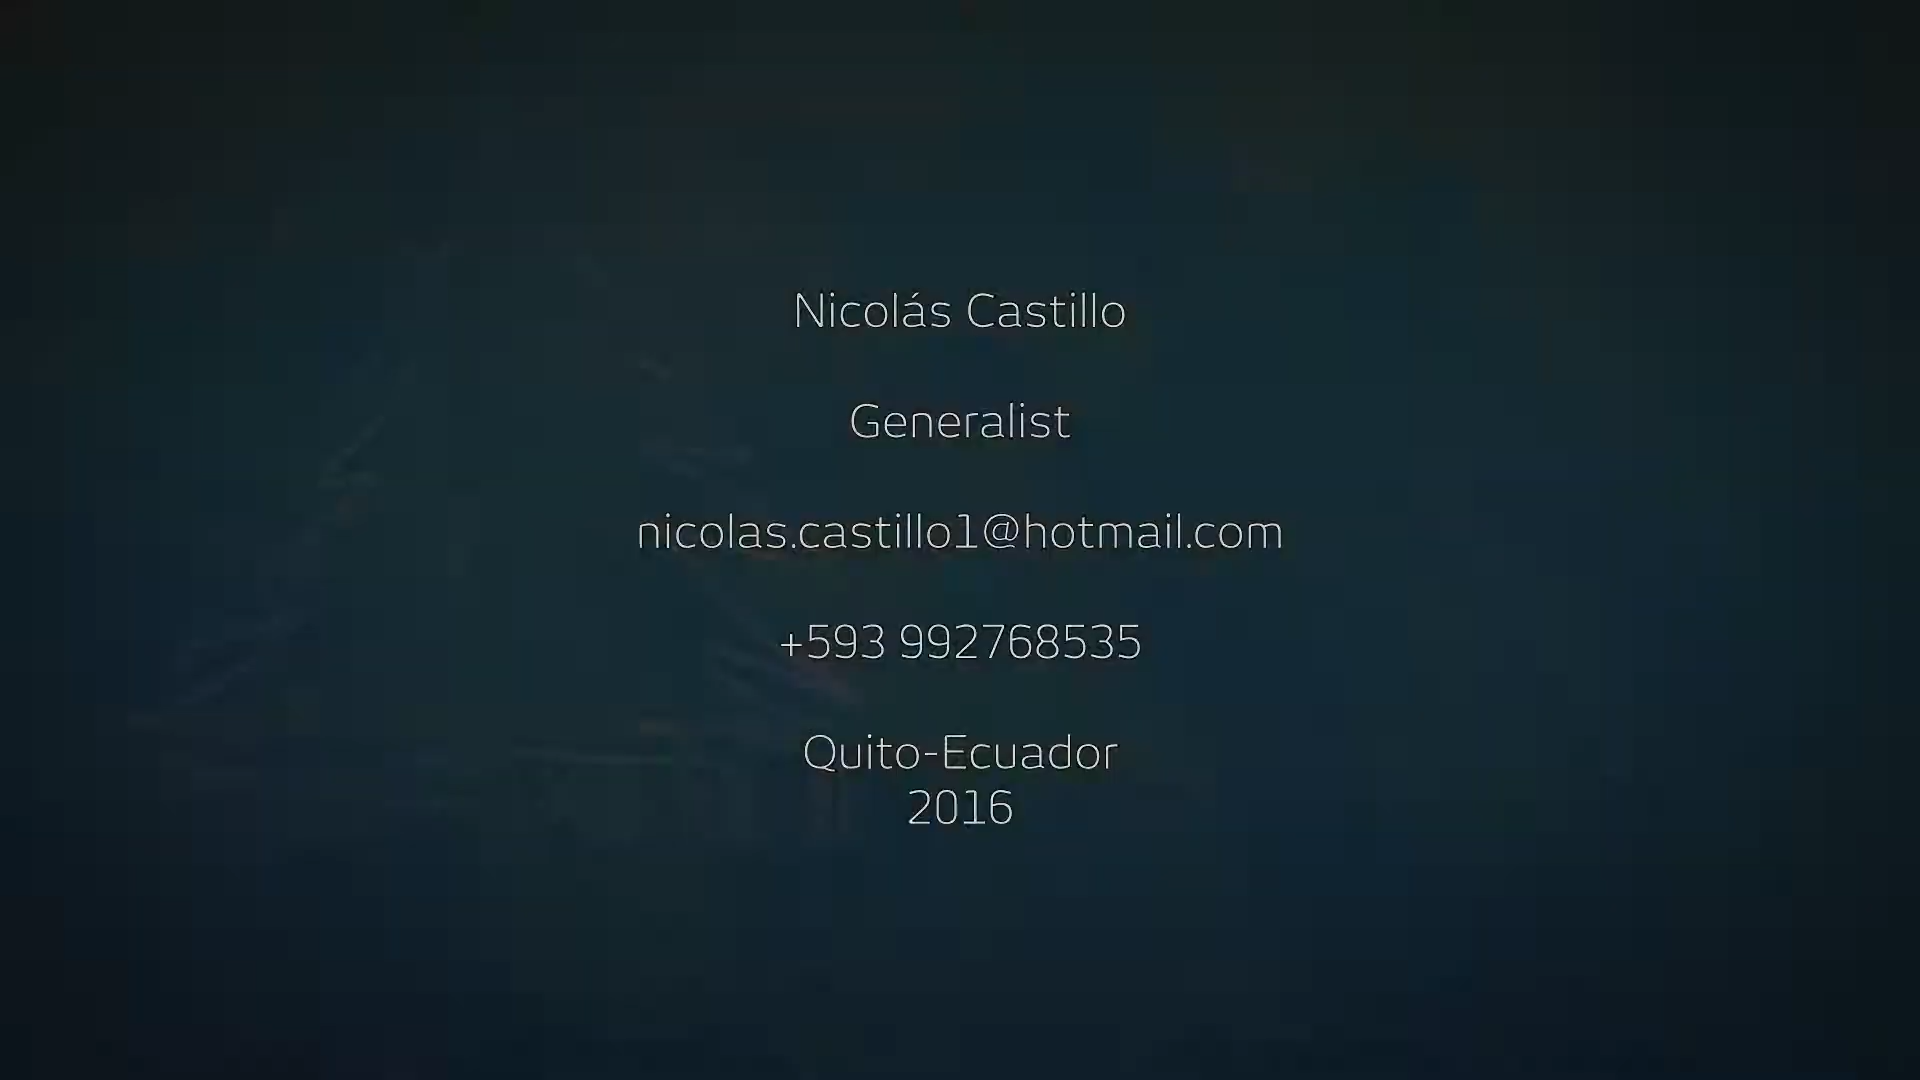 Nicolás Castillo
Generalist
nicolas.castillo1@hotmail.com
+593 992768535
Quito-Ecuador
2016